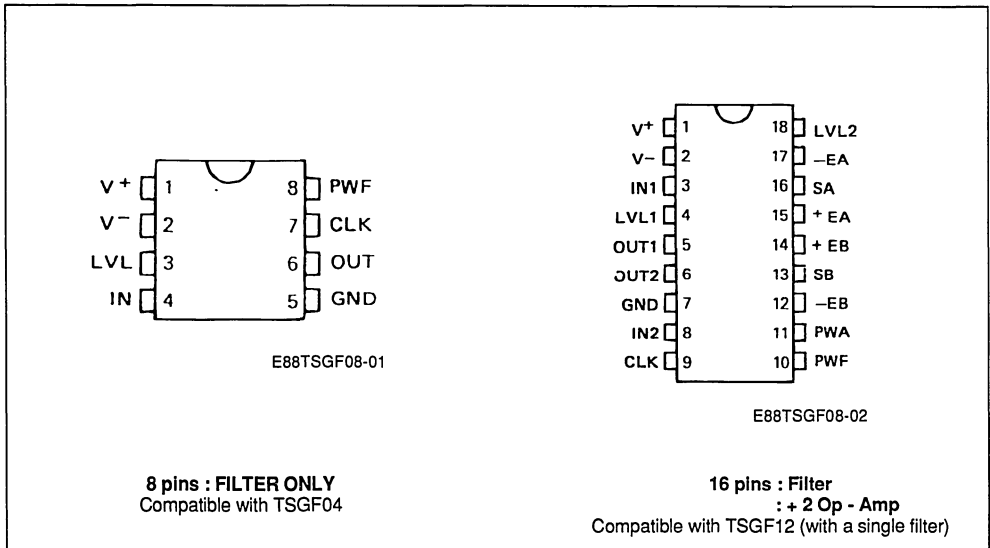 V+ 1 8 PWF
V- 2 7 CLK
LVL 3 6 OUT
IN 4 5 GND
E88TSGF08-01
8 pins : FILTER ONLY
Compatible with TSGF04
V+ 1 18 LVL2
V- 2 17 -EA
IN1 3 16 SA
LVL1 4 15 +EA
OUT1 5 14 +EB
OUT2 6 13 SB
GND 7 12 -EB
IN2 8 11 PWA
CLK 9 10 PWF
E88TSGF08-02
16 pins : Filter
: + 2 Op - Amp
Compatible with TSGF12 (with a single filter)